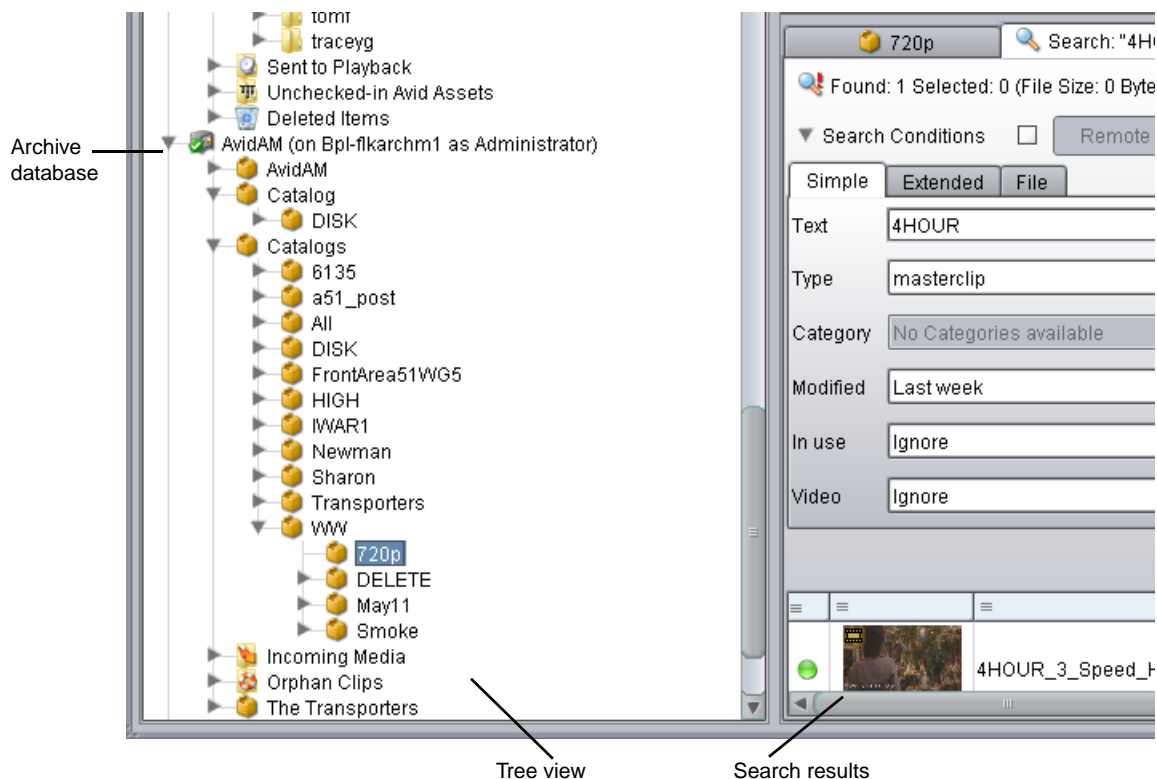 tomf
traceyg
Sent to Playback
Unchecked-in Avid Assets
Deleted Items
Archive
database
AvidAM (on Bpl-flkarchm1 as Administrator)
AvidAM
Catalog
DISK
Catalogs
6135
a51_post
All
DISK
FrontArea51WG5
HIGH
IWAR1
Newman
Sharon
Transporters
WW
720p
DELETE
May11
Smoke
Incoming Media
Orphan Clips
The Transporters
Tree view
720p
Search: "4H
Found: 1 Selected: 0 (File Size: 0 Byte
Search Conditions
Remote
Simple
Extended
File
Text
4HOUR
Type
masterclip
Category
No Categories available
Modified
Last week
In use
Ignore
Video
Ignore
4HOUR_3_Speed_H
Search results